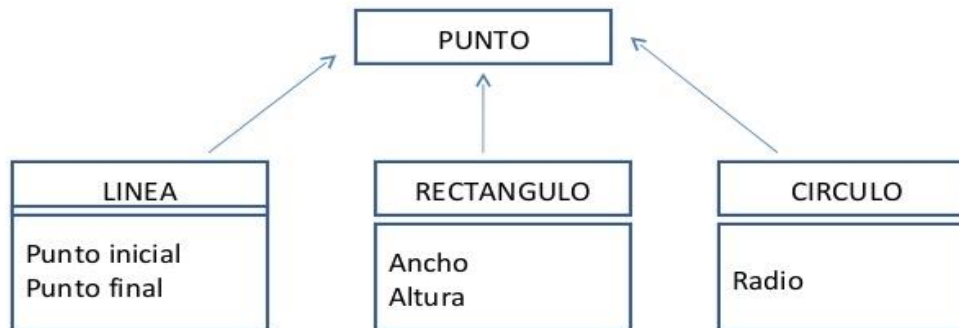 PUNTO
LINEA
Punto inicial
Punto final
RECTANGULO
Ancho
Altura
CIRCULO
Radio